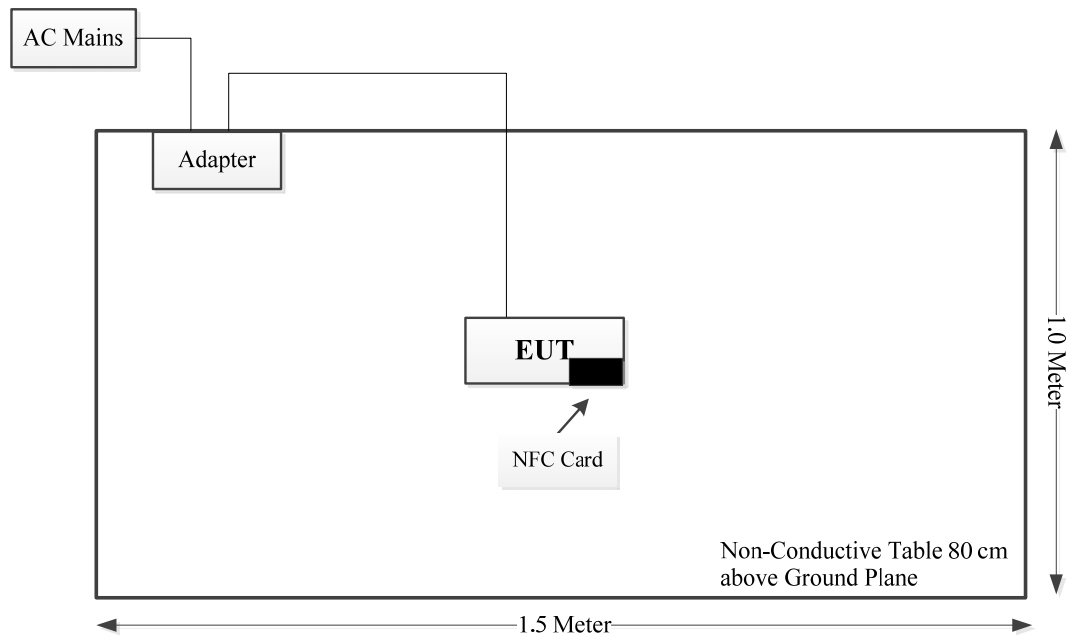 AC Mains
Adapter
EUT
NFC Card
1.0 Meter
Non-Conductive Table 80 cm
above Ground Plane
1.5 Meter